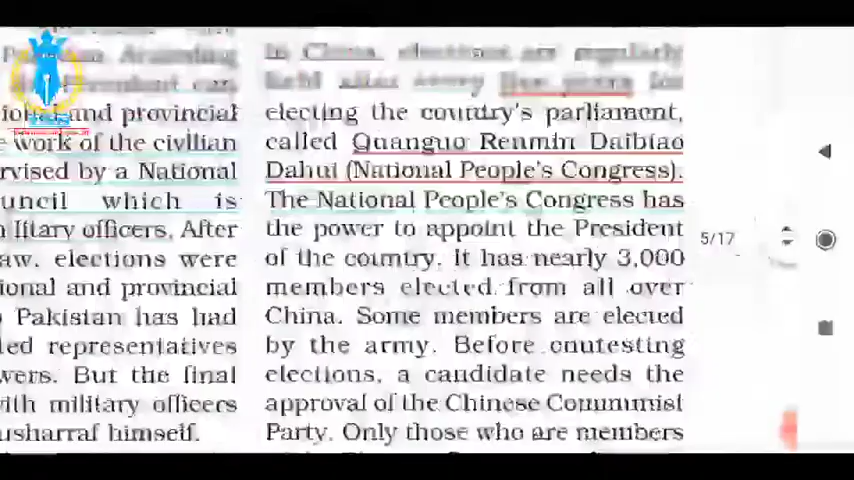 and provincial
work of the civilian
rvised by a National
uncil which is
litary officers. After
aw, elections were
ional and provincial
Pakistan has had
ted representatives
wers. But the final
with military officers
usharraf himself.
in China, elections are regularly
held after every five years for
electing the country's parliament,
called Quanguo Renmin Daibiao
Dahui (National People's Congress).
The National People's Congress has
the power to appoint the President
of the country. It has nearly 3,000
members elected from all over
China. Some members are elected
by the army. Before contesting
elections, a candidate needs the
approval of the Chinese Communist
Party. Only those who are members
5/17